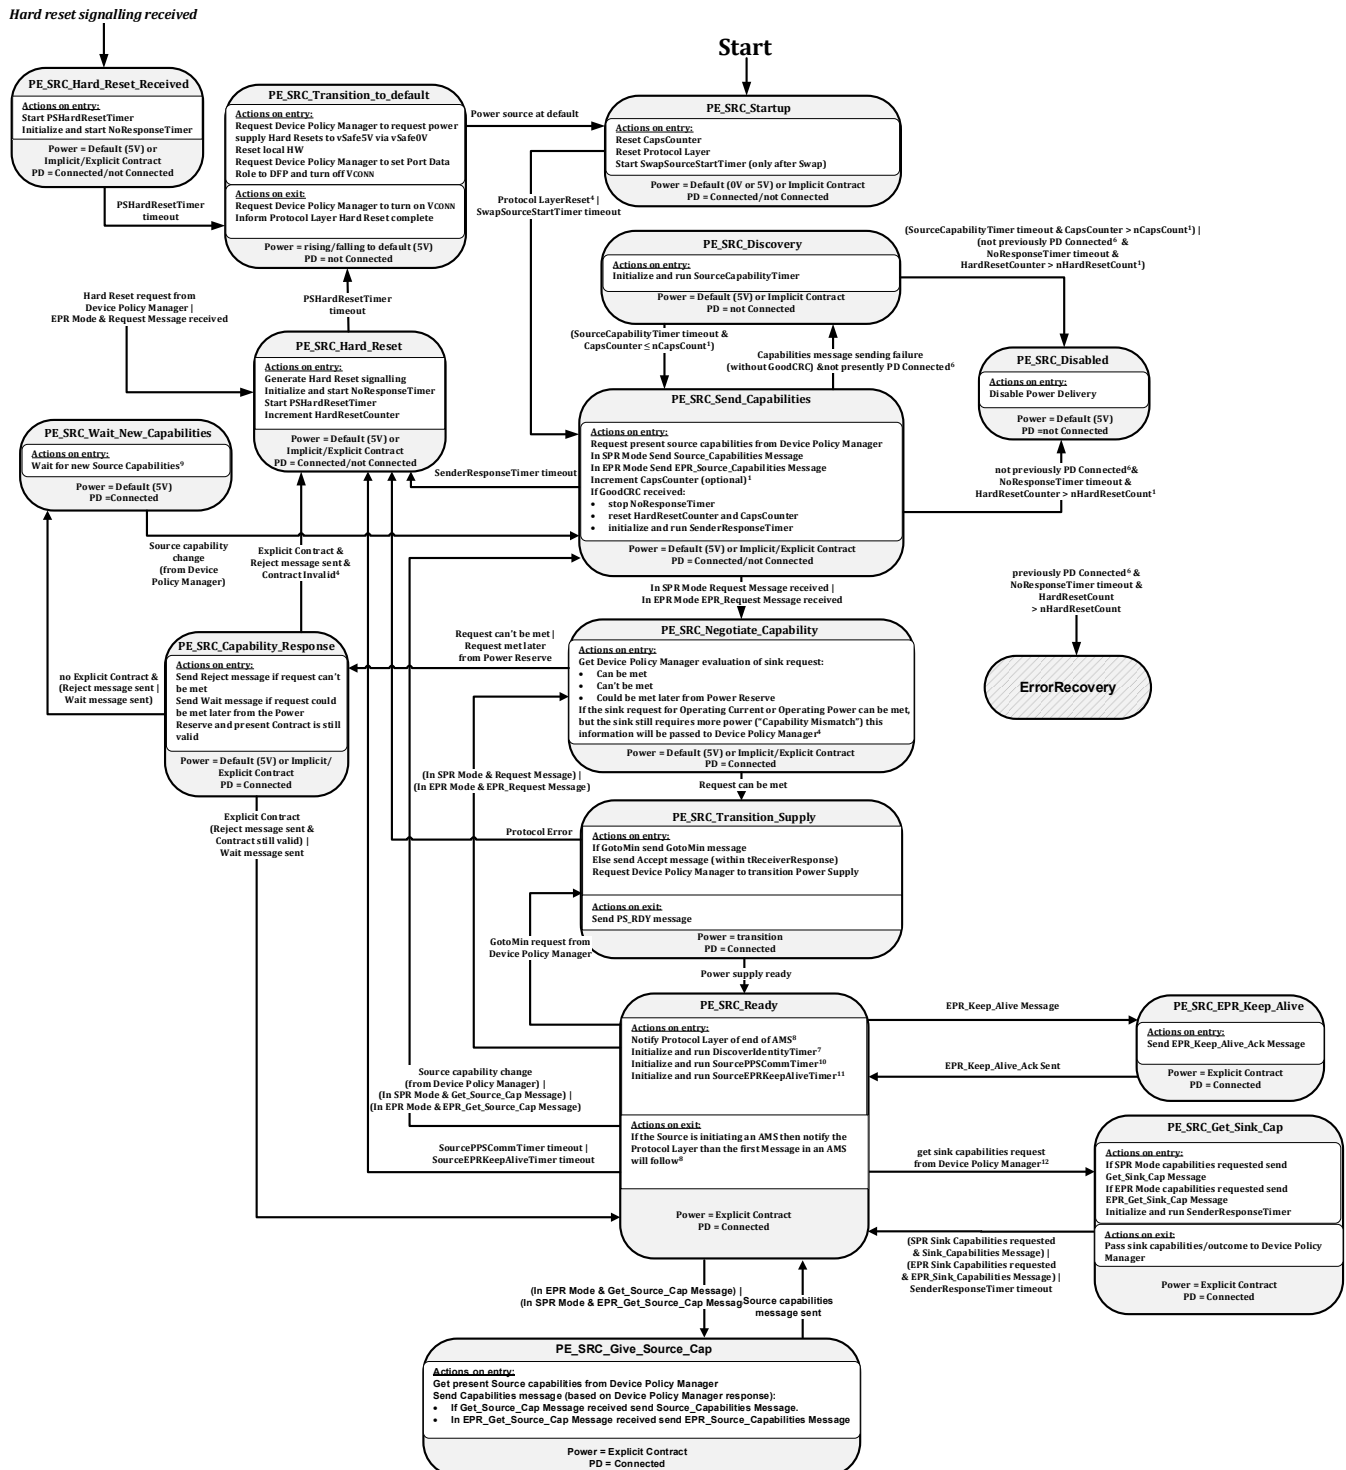 Hard reset signalling received
Start
PE_SRC_Hard_Reset_Received
Actions on entry:
Start PSHardResetTimer
Initialize and start NoResponseTimer
Power = Default (5V) or
Implicit/Explicit Contract
PD = Connected/not Connected
PSHardResetTimer
timeout
PE_SRC_Transition_to_default
Actions on entry:
Request Device Policy Manager to request power
supply Hard Resets to vSafe5V via vSafe0V
Reset local HW
Request Device Policy Manager to set Port Data
Role to DFP and turn off VCONN
Actions on exit:
Request Device Policy Manager to turn on VCONN
Inform Protocol Layer Hard Reset complete
Power = rising/falling to default (5V)
PD = not Connected
Power source at default
PE_SRC_Startup
Actions on entry:
Reset CapsCounter
Reset Protocol Layer
Start SwapSourceStartTimer (only after Swap)
Power = Default (0V or 5V) or Implicit Contract
PD = Connected/not Connected
Protocol LayerReset⁴ |
SwapSourceStartTimer timeout
PE_SRC_Discovery
Actions on entry:
Initialize and run SourceCapabilityTimer
Power = Default (5V) or Implicit Contract
PD = not Connected
(SourceCapabilityTimer timeout & CapsCounter > nCapsCount¹) |
(not previously PD Connected⁶ &
NoResponseTimer timeout &
HardResetCounter > nHardResetCount¹)
Hard Reset request from
Device Policy Manager |
EPR Mode & Request Message received
PSHardResetTimer
timeout
PE_SRC_Hard_Reset
Actions on entry:
Generate Hard Reset signalling
Initialize and start NoResponseTimer
Start PSHardResetTimer
Increment HardResetCounter
Power = Default (5V) or
Implicit/Explicit Contract
PD = Connected/not Connected
(SourceCapabilityTimer timeout &
CapsCounter ≤ nCapsCount¹)
Capabilities message sending failure
(without GoodCRC) &not presently PD Connected⁶
PE_SRC_Disabled
Actions on entry:
Disable Power Delivery
Power = Default (5V)
PD =not Connected
PE_SRC_Wait_New_Capabilities
Actions on entry:
Wait for new Source Capabilities⁹
Power = Default (5V)
PD =Connected
SenderResponseTimer timeout
PE_SRC_Send_Capabilities
Actions on entry:
Request present source capabilities from Device Policy Manager
In SPR Mode Send Source_Capabilities Message
In EPR Mode Send EPR_Source_Capabilities Message
Increment CapsCounter (optional)¹
If GoodCRC received:
• stop NoResponseTimer
• reset HardResetCounter and CapsCounter
• initialize and run SenderResponseTimer
Power = Default (5V) or Implicit/Explicit Contract
PD = Connected/not Connected
not previously PD Connected⁶&
NoResponseTimer timeout &
HardResetCounter > nHardResetCount¹
Source capability
change
(from Device
Policy Manager)
Explicit Contract &
Reject message sent &
Contract Invalid⁴
In SPR Mode Request Message received |
In EPR Mode EPR_Request Message received
previously PD Connected⁶ &
NoResponseTimer timeout &
HardResetCount
> nHardResetCount
ErrorRecovery
PE_SRC_Capability_Response
Actions on entry:
Send Reject message if request can't
be met
Send Wait message if request could
be met later from the Power
Reserve and present Contract is still
valid
Power = Default (5V) or Implicit/
Explicit Contract
PD = Connected
no Explicit Contract &
(Reject message sent |
Wait message sent)
Request can't be met |
Request met later
from Power Reserve
PE_SRC_Negotiate_Capability
Actions on entry:
Get Device Policy Manager evaluation of sink request:
• Can be met
• Can't be met
• Could be met later from Power Reserve
If the sink request for Operating Current or Operating Power can be met,
but the sink still requires more power ("Capability Mismatch") this
information will be passed to Device Policy Manager⁴
Power = Default (5V) or Implicit/Explicit Contract
PD = Connected
(In SPR Mode & Request Message) |
(In EPR Mode & EPR_Request Message)
Request can be met
Explicit Contract
(Reject message sent &
Contract still valid) |
Wait message sent
Protocol Error
PE_SRC_Transition_Supply
Actions on entry:
If GotoMin send GotoMin message
Else send Accept message (within tReceiverResponse)
Request Device Policy Manager to transition Power Supply
Actions on exit:
Send PS_RDY message
Power = transition
PD = Connected
GotoMin request from
Device Policy Manager
Power supply ready
PE_SRC_Ready
Actions on entry:
Notify Protocol Layer of end of AMS⁸
Initialize and run DiscoverIdentityTimer⁷
Initialize and run SourcePPSCommTimer¹⁰
Initialize and run SourceEPRKeepAliveTimer¹¹
Actions on exit:
If the Source is initiating an AMS then notify the
Protocol Layer than the first Message in an AMS
will follow⁸
Power = Explicit Contract
PD = Connected
EPR_Keep_Alive Message
EPR_Keep_Alive_Ack Sent
PE_SRC_EPR_Keep_Alive
Actions on entry:
Send EPR_Keep_Alive_Ack Message
Power = Explicit Contract
PD = Connected
Source capability change
(from Device Policy Manager) |
(In SPR Mode & Get_Source_Cap Message) |
(In EPR Mode & EPR_Get_Source_Cap Message)
SourcePPSCommTimer timeout |
SourceEPRKeepAliveTimer timeout
get sink capabilities request
from Device Policy Manager¹²
PE_SRC_Get_Sink_Cap
Actions on entry:
If SPR Mode capabilities requested send
Get_Sink_Cap Message
If EPR Mode capabilities requested send
EPR_Get_Sink_Cap Message
Initialize and run SenderResponseTimer
Actions on exit:
Pass sink capabilities/outcome to Device Policy
Manager
Power = Explicit Contract
PD = Connected
(SPR Sink Capabilities requested
& Sink_Capabilities Message) |
(EPR Sink Capabilities requested
& EPR_Sink_Capabilities Message) |
SenderResponseTimer timeout
(In EPR Mode & Get_Source_Cap Message) |
(In SPR Mode & EPR_Get_Source_Cap Messag
Source capabilities
message sent
PE_SRC_Give_Source_Cap
Actions on entry:
Get present Source capabilities from Device Policy Manager
Send Capabilities message (based on Device Policy Manager response):
• If Get_Source_Cap Message received send Source_Capabilities Message.
• In EPR_Get_Source_Cap Message received send EPR_Source_Capabilities Message
Power = Explicit Contract
PD = Connected